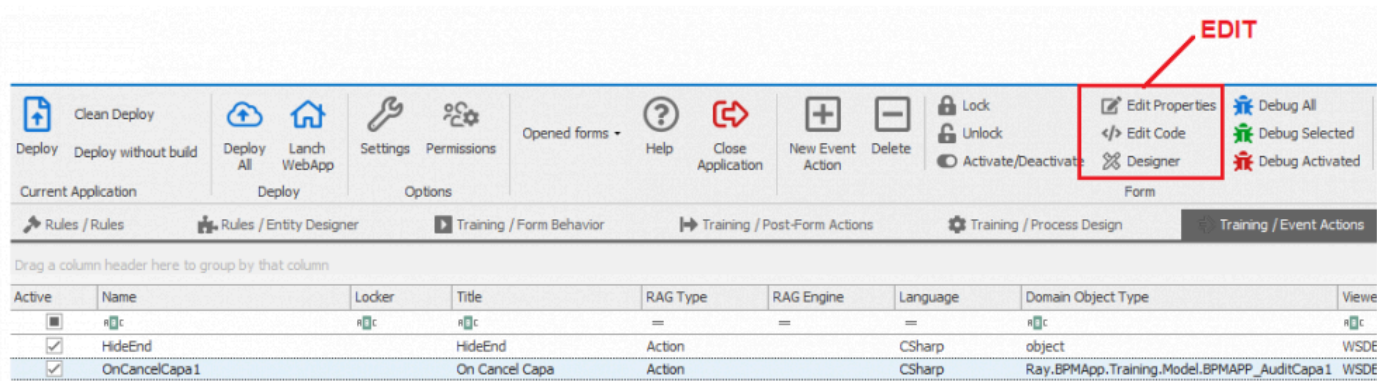 EDIT
Clean Deploy
Deploy without build
Deploy
Current Application
Deploy All
Lanch WebApp
Deploy
Settings
Permissions
Options
Opened forms
Help
Close Application
New Event Action
Delete
Lock
Unlock
Activate/Deactivate
Edit Properties
Edit Code
Designer
Form
Debug All
Debug Selected
Debug Activated
Rules / Rules
Rules / Entity Designer
Training / Form Behavior
Training / Post-Form Actions
Training / Process Design
Training / Event Actions
Drag a column header here to group by that column
Active Name Locker Title RAG Type RAG Engine Language Domain Object Type Viewe
= = =
HideEnd HideEnd Action CSharp object WSDE
OnCancelCapa1 On Cancel Capa Action CSharp Ray.BPMApp.Training.Model.BPMAPP_AuditCapa1 WSDE